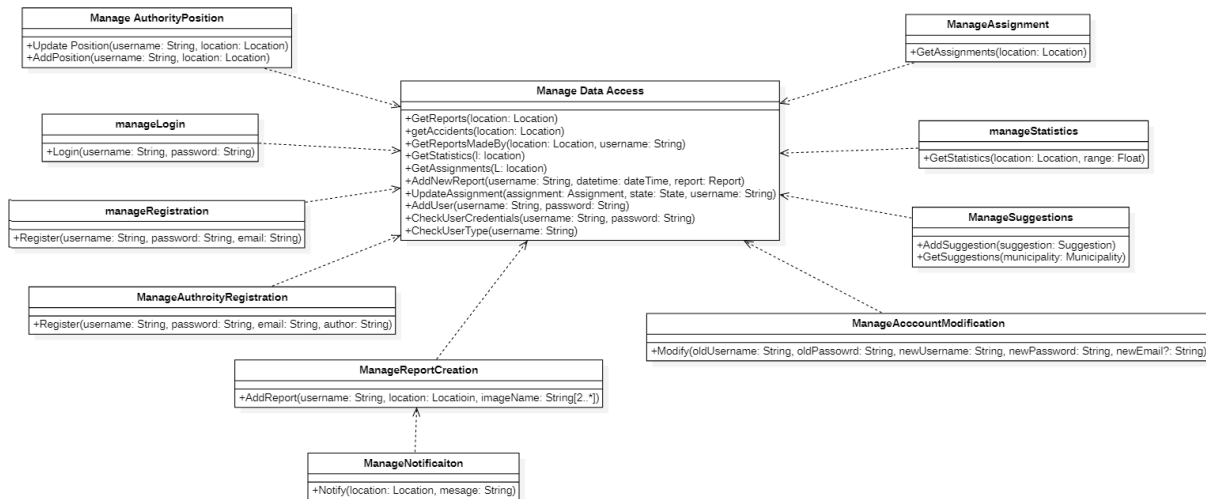 Manage AuthorityPosition
+Update Position(username: String, location: Location)
+AddPosition(username: String, location: Location)
ManageAssignment
+GetAssignments(location: Location)
Manage Data Access
+GetReports(location: Location)
+getAccidents(location: Location)
+GetReportsMadeBy(location: Location, username: String)
+GetStatistics(l: location)
+GetAssignments(L: location)
+AddNewReport(username: String, datetime: dateTime, report: Report)
+UpdateAssignment(assignment: Assignment, state: State, username: String)
+AddUser(username: String, password: String)
+CheckUserCredentials(username: String, password: String)
+CheckUserType(username: String)
manageLogin
+Login(username: String, password: String)
manageStatistics
+GetStatistics(location: Location, range: Float)
manageRegistration
+Register(username: String, password: String, email: String)
ManageSuggestions
+AddSuggestion(suggestion: Suggestion)
+GetSuggestions(municipality: Municipality)
ManageAuthroityRegistration
+Register(username: String, password: String, email: String, author: String)
ManageAcccountModification
+Modify(oldUsername: String, oldPassowrd: String, newUsername: String, newPassword: String, newEmail?: String)
ManageReportCreation
+AddReport(username: String, location: Locatioin, imageName: String[2..*])
ManageNotificaiton
+Notify(location: Location, mesage: String)